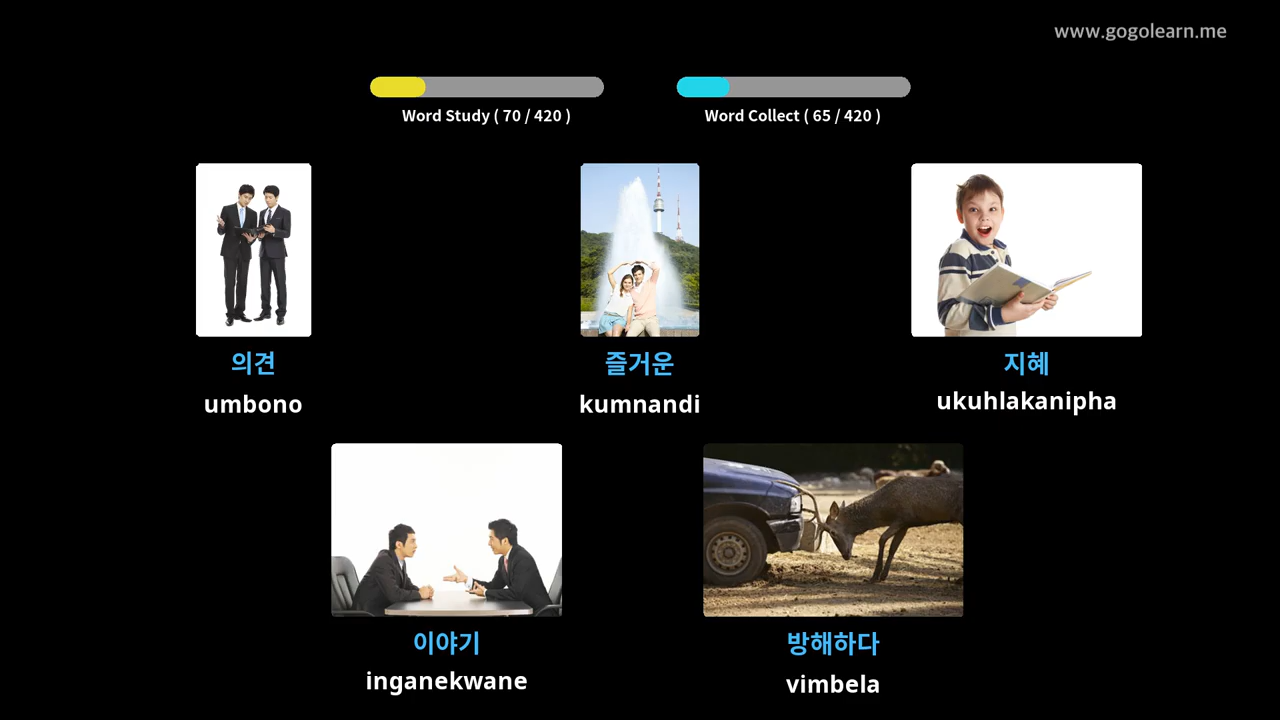 www.gogolearn.me
Word Study ( 70 / 420 )
Word Collect ( 65 / 420 )
의견
umbono
즐거운
kumnandi
지혜
ukuhlakanipha
이야기
inganekwane
방해하다
vimbela